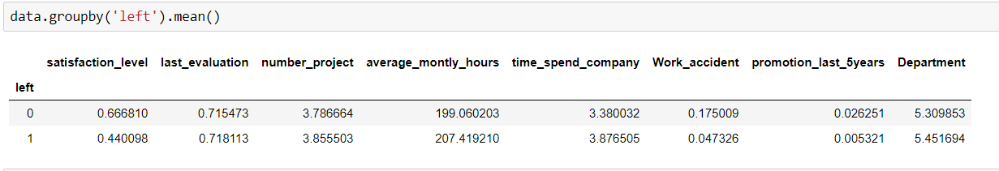 data.groupby('left').mean()
satisfaction_level last_evaluation number_project average_montly_hours time_spend_company Work_accident promotion_last_5years Department
left
0 0.666810 0.715473 3.786664 199.060203 3.380032 0.175009 0.026251 5.309853
1 0.440098 0.718113 3.855503 207.419210 3.876505 0.047326 0.005321 5.451694